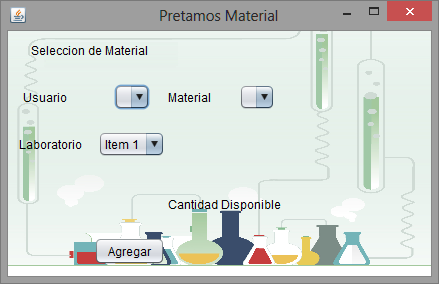 Pretamos Material
Seleccion de Material
Usuario Material
Laboratorio Item 1
Cantidad Disponible
Agregar